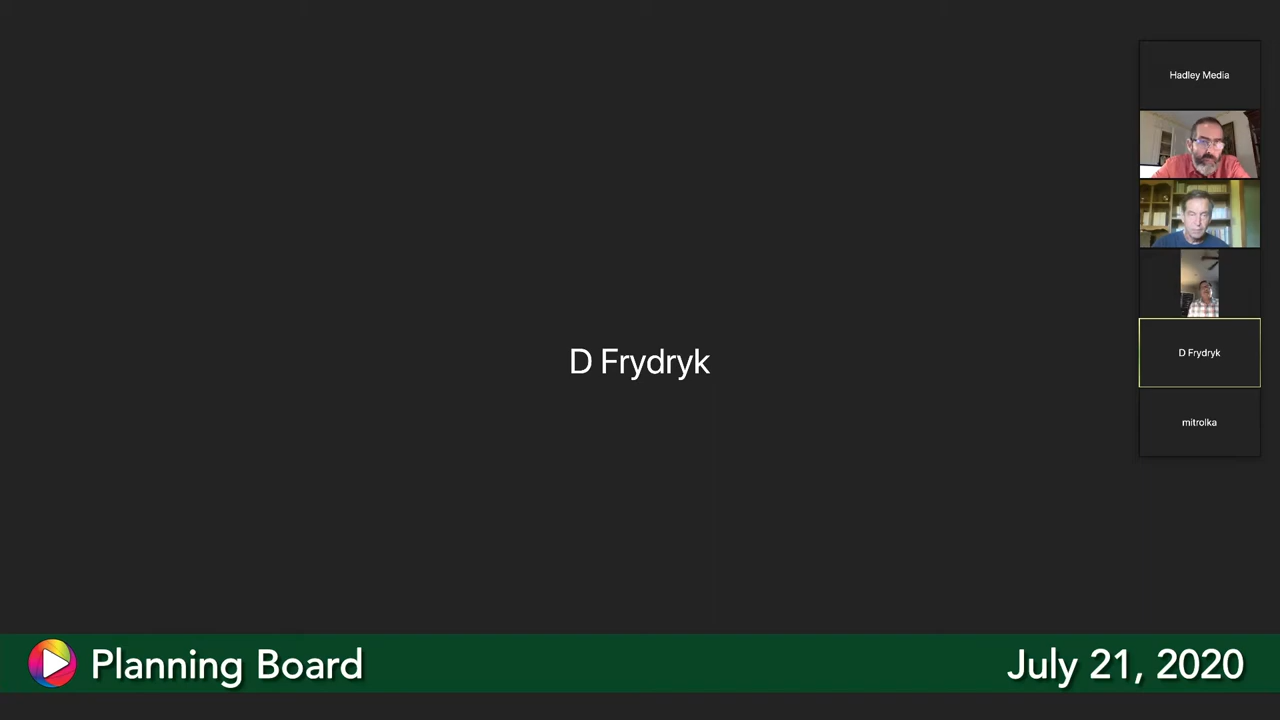 Hadley Media
D Frydryk
D Frydryk
mitrolka
Planning Board
July 21, 2020